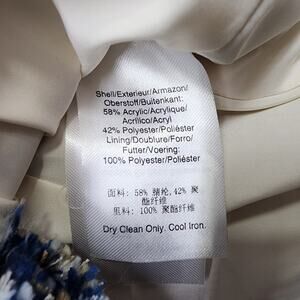 Shell/Exterieur/Armazon/
Oberstoff/Buitenkant:
58% Acrylic/Acrylique/
Acrilico/Acryl
42% Polyester/Poliéster
Lining/Doublure/Forro/
Futter/Voering:
100% Polyester/Poliéster
面料: 58% 腈纶,42% 聚
酯纤维
里料: 100% 聚酯纤维
Dry Clean Only. Cool Iron.